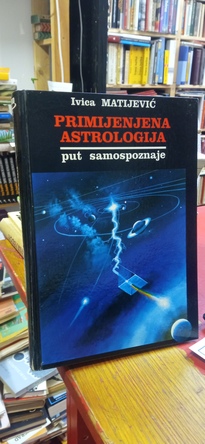 Ivica MATIJEVIĆ
PRIMIJENJENA
ASTROLOGIJA
put samospoznaje